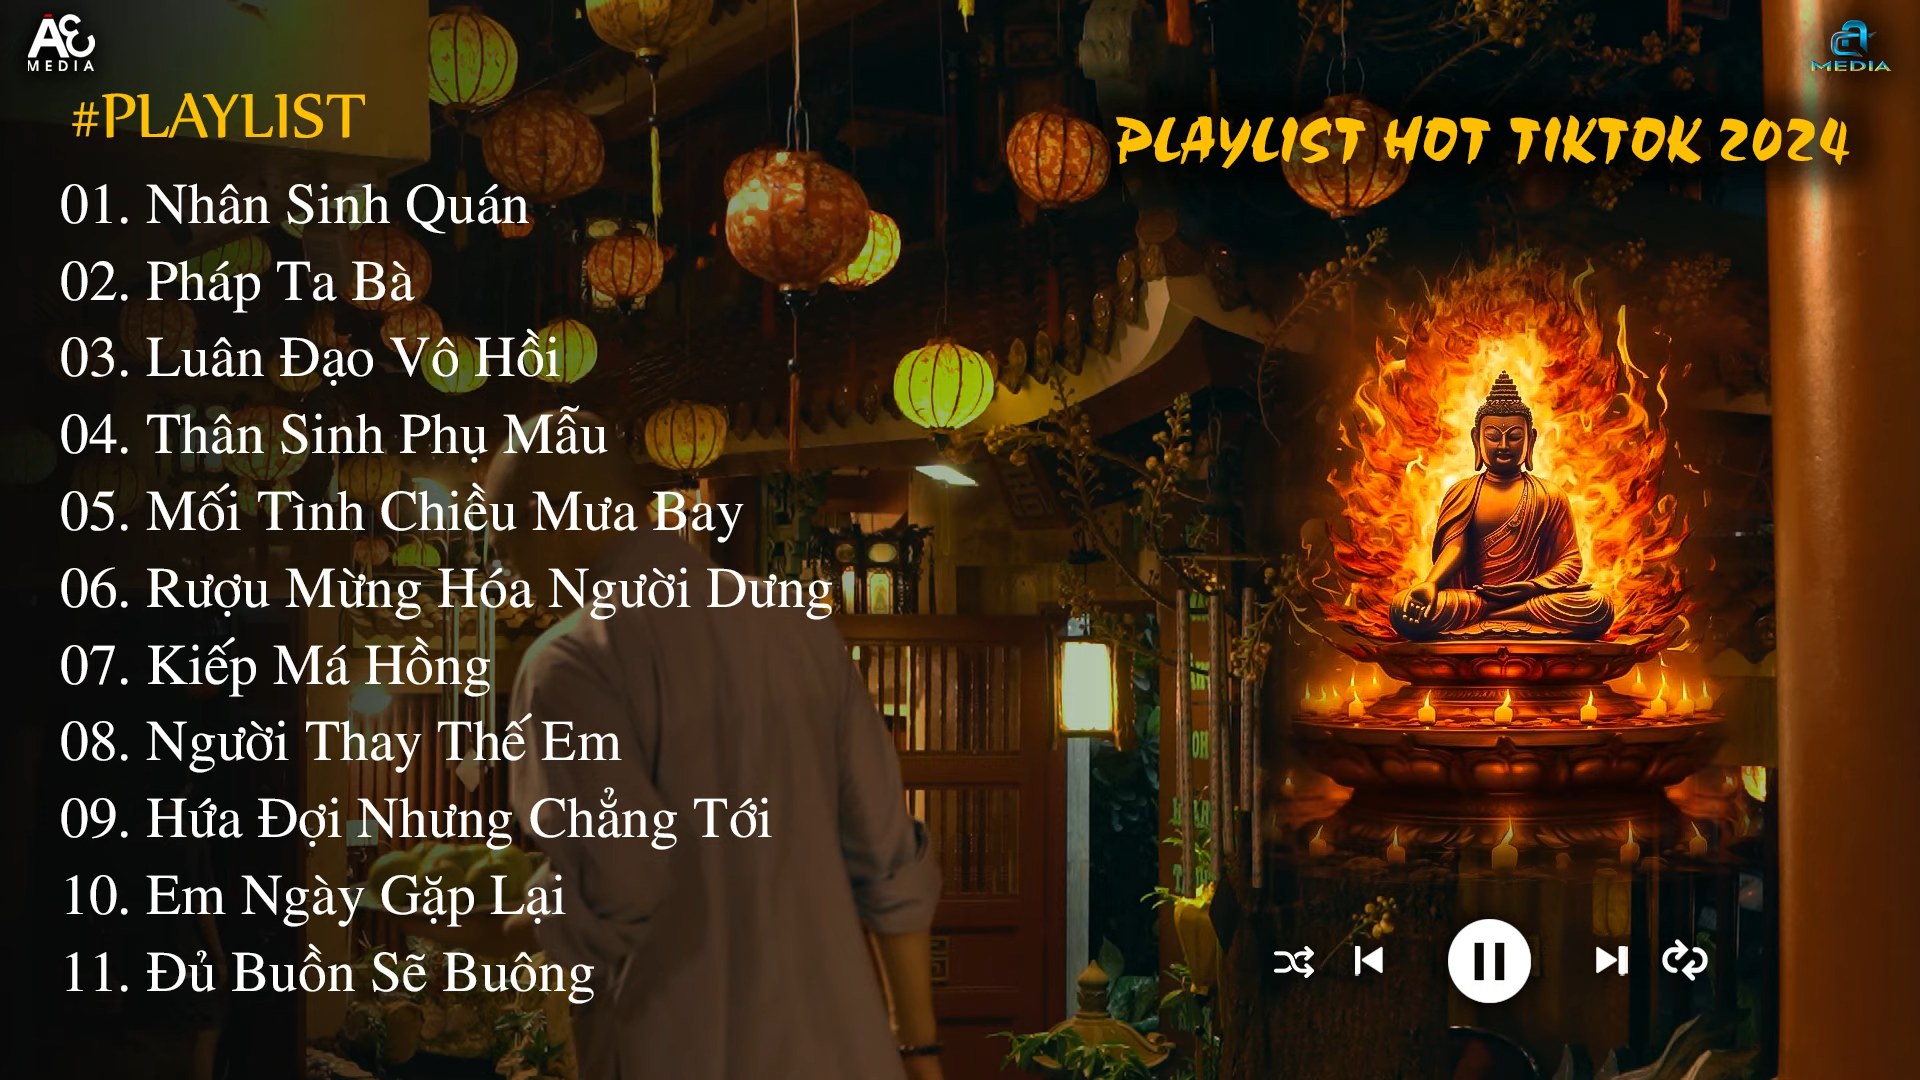 ACE
MEDIA
MEDIA
#PLAYLIST
PLAYLIST HOT TIKTOK 2024
01. Nhân Sinh Quán
02. Pháp Ta Bà
03. Luân Đạo Vô Hồi
04. Thân Sinh Phụ Mẫu
05. Mối Tình Chiều Mưa Bay
06. Rượu Mừng Hóa Người Dưng
07. Kiếp Má Hồng
08. Người Thay Thế Em
09. Hứa Đợi Nhưng Chẳng Tới
10. Em Ngày Gặp Lại
11. Đủ Buồn Sẽ Buông